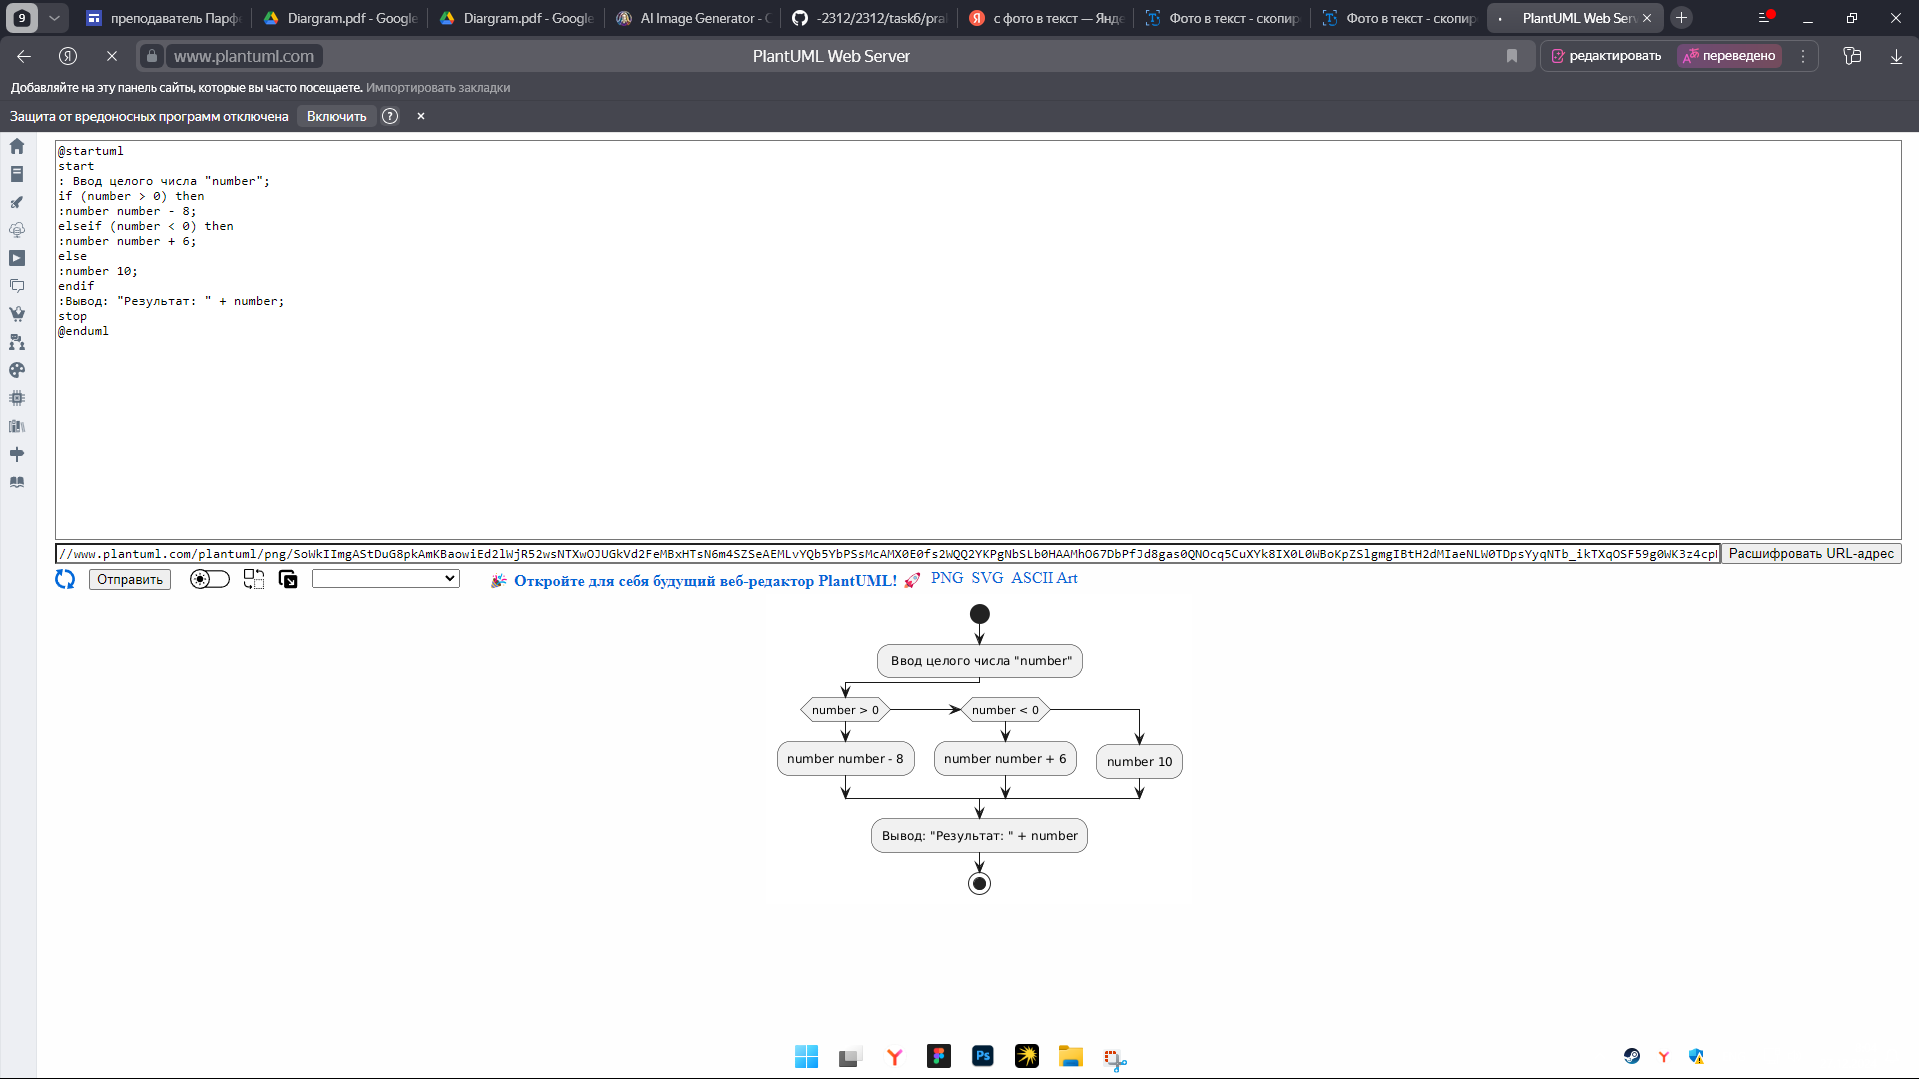 9
преподаватель Парф
Diargram.pdf - Google
Diargram.pdf - Google
AI Image Generator - C
-2312/2312/task6/pra
с фото в текст — Янде
Фото в текст - скопир
Фото в текст - скопир
PlantUML Web Ser
www.plantuml.com
PlantUML Web Server
редактировать
переведено
Добавляйте на эту панель сайты, которые вы часто посещаете. Импортировать закладки
Защита от вредоносных программ отключена Включить
@startuml
start
: Ввод целого числа "number";
if (number > 0) then
:number number - 8;
elseif (number < 0) then
:number number + 6;
else
:number 10;
endif
:Вывод: "Результат: " + number;
stop
@enduml
Расшифровать URL-адрес
Отправить
Откройте для себя будущий веб-редактор PlantUML!
PNG SVG ASCII Art
Ввод целого числа "number"
number > 0
number < 0
number number - 8
number number + 6
number 10
Вывод: "Результат: " + number
Ps